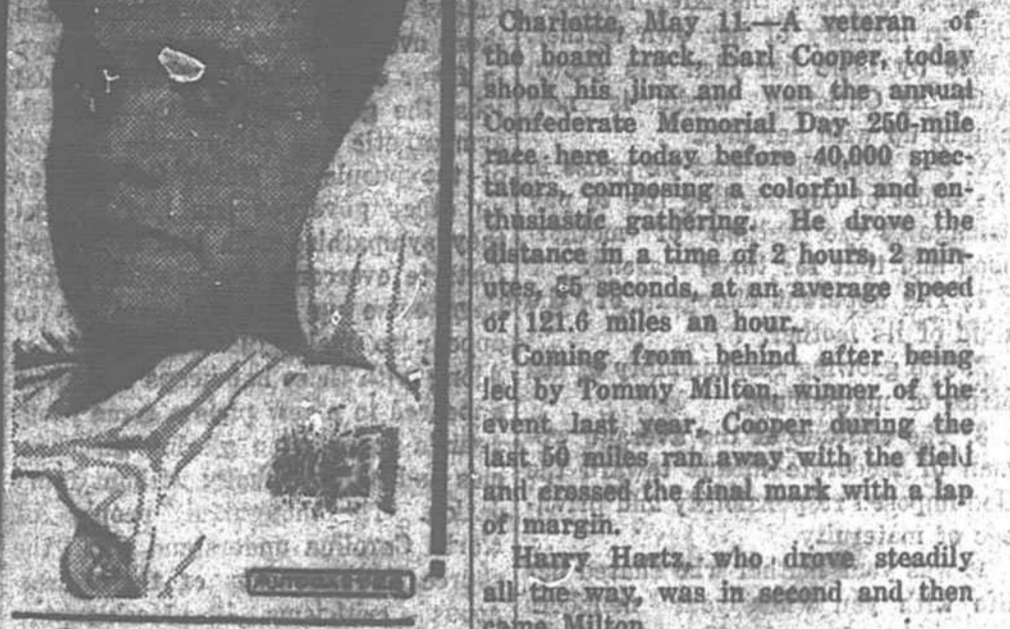 Charlotte, May 11.—A veteran of
the board track, Earl Cooper, today
shook his jinx and won the annual
Confederate Memorial Day 250-mile
race here today before 40,000 spec-
tators, composing a colorful and en-
thusiastic gathering. He drove the
distance in a time of 2 hours, 2 min-
utes, seconds, at an average speed
of 121.6 miles an hour.
Coming from behind after being
led by Tommy Milton, winner of the
event last year, Cooper during the
last 50 miles ran away with the field
and crossed the final mark with a lap
of margin.
Harry Hartz, who drove steadily
all the way, was in second and then
came Milton